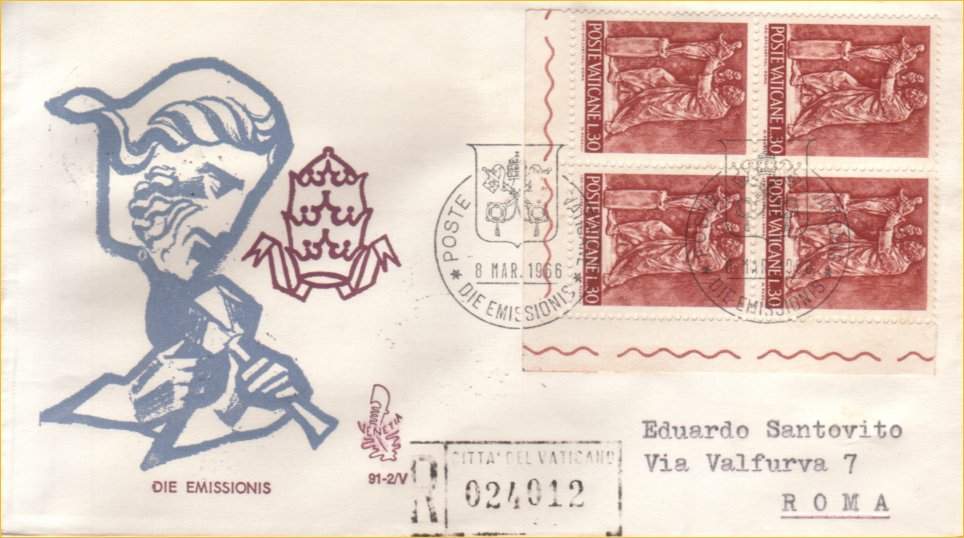 POSTE VATICANE L.30
POSTE VATICANE L.30
POSTE VATICANE L.30
POSTE VATICANE L.30
POSTE
8 MAR. 1966
* DIE EMISSIONIS *
DIE EMISSIONIS
VENETIA
91-2/V
DIE EMISSIONIS
R
CITTA' DEL VATICANO
024012
Eduardo Santovito
Via Valfurva 7
ROMA